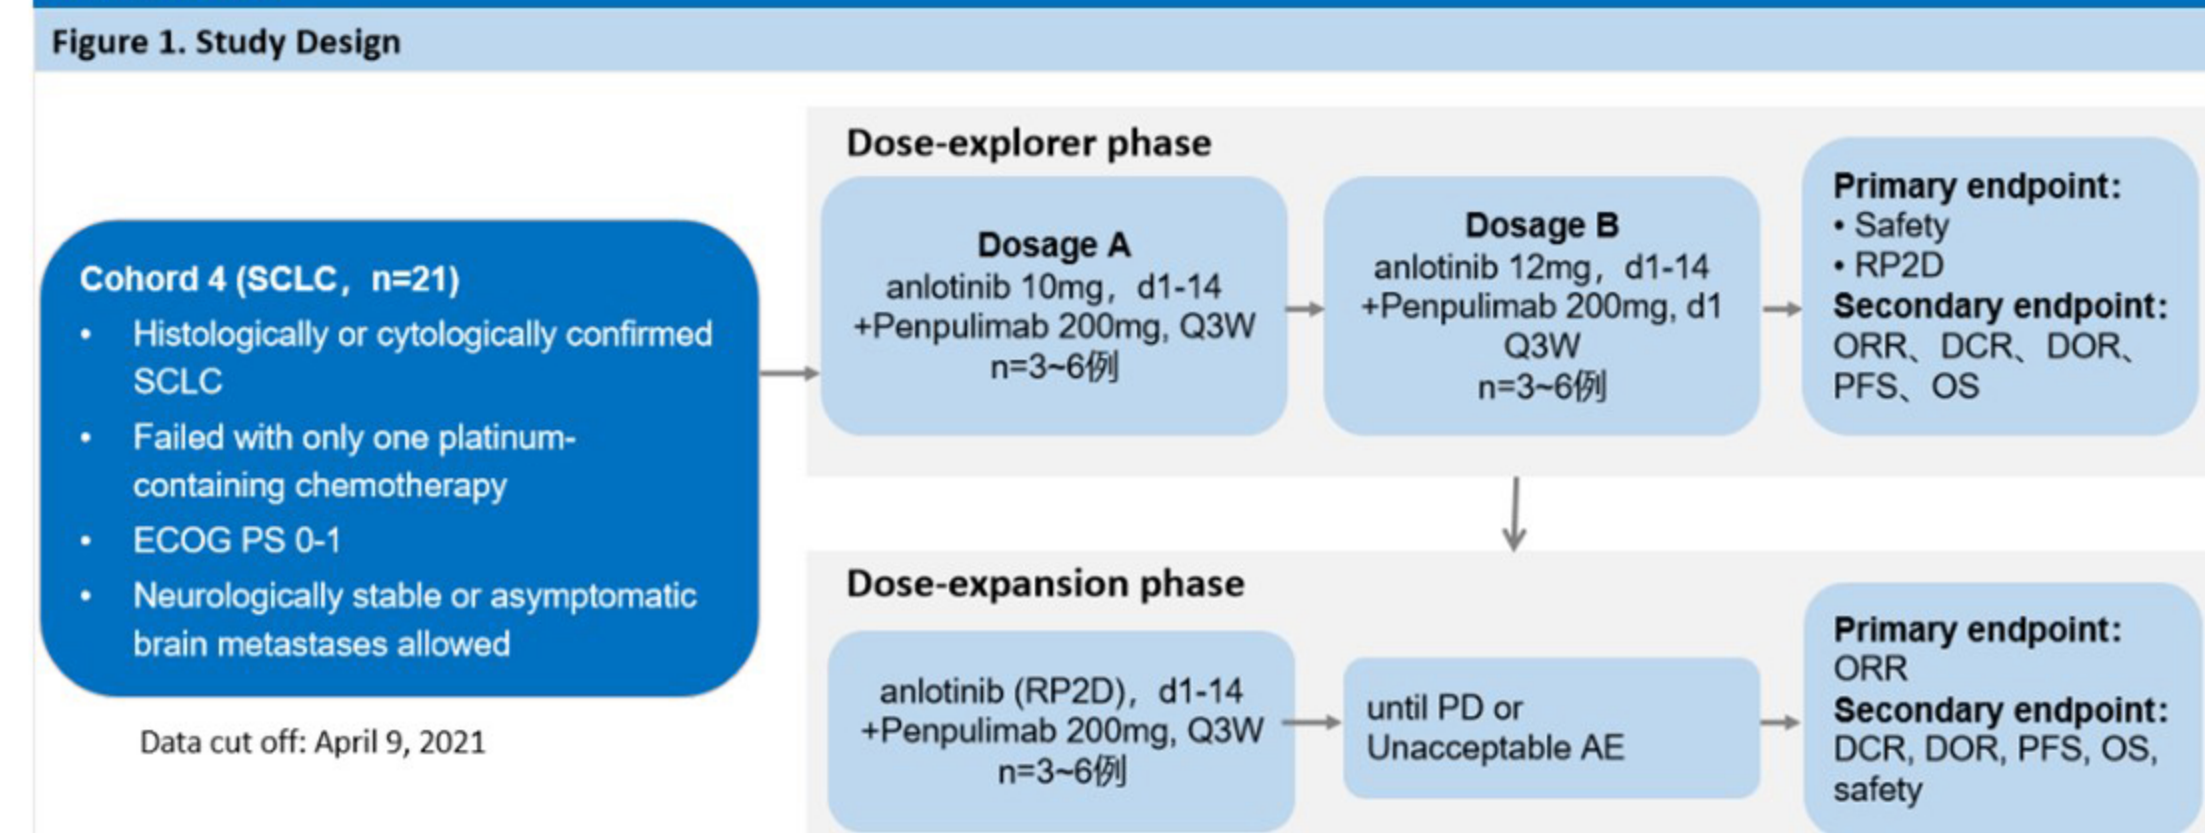 Figure 1. Study Design
Cohord 4 (SCLC，n=21)
• Histologically or cytologically confirmed
SCLC
• Failed with only one platinum-
containing chemotherapy
• ECOG PS 0-1
• Neurologically stable or asymptomatic
brain metastases allowed
Data cut off: April 9, 2021
Dose-explorer phase
Dosage A
anlotinib 10mg，d1-14
+Penpulimab 200mg, Q3W
n=3~6例
Dosage B
anlotinib 12mg，d1-14
+Penpulimab 200mg, d1
Q3W
n=3~6例
Primary endpoint:
• Safety
• RP2D
Secondary endpoint:
ORR、DCR、DOR、
PFS、OS
Dose-expansion phase
anlotinib (RP2D)，d1-14
+Penpulimab 200mg, Q3W
n=3~6例
until PD or
Unacceptable AE
Primary endpoint:
ORR
Secondary endpoint:
DCR, DOR, PFS, OS,
safety